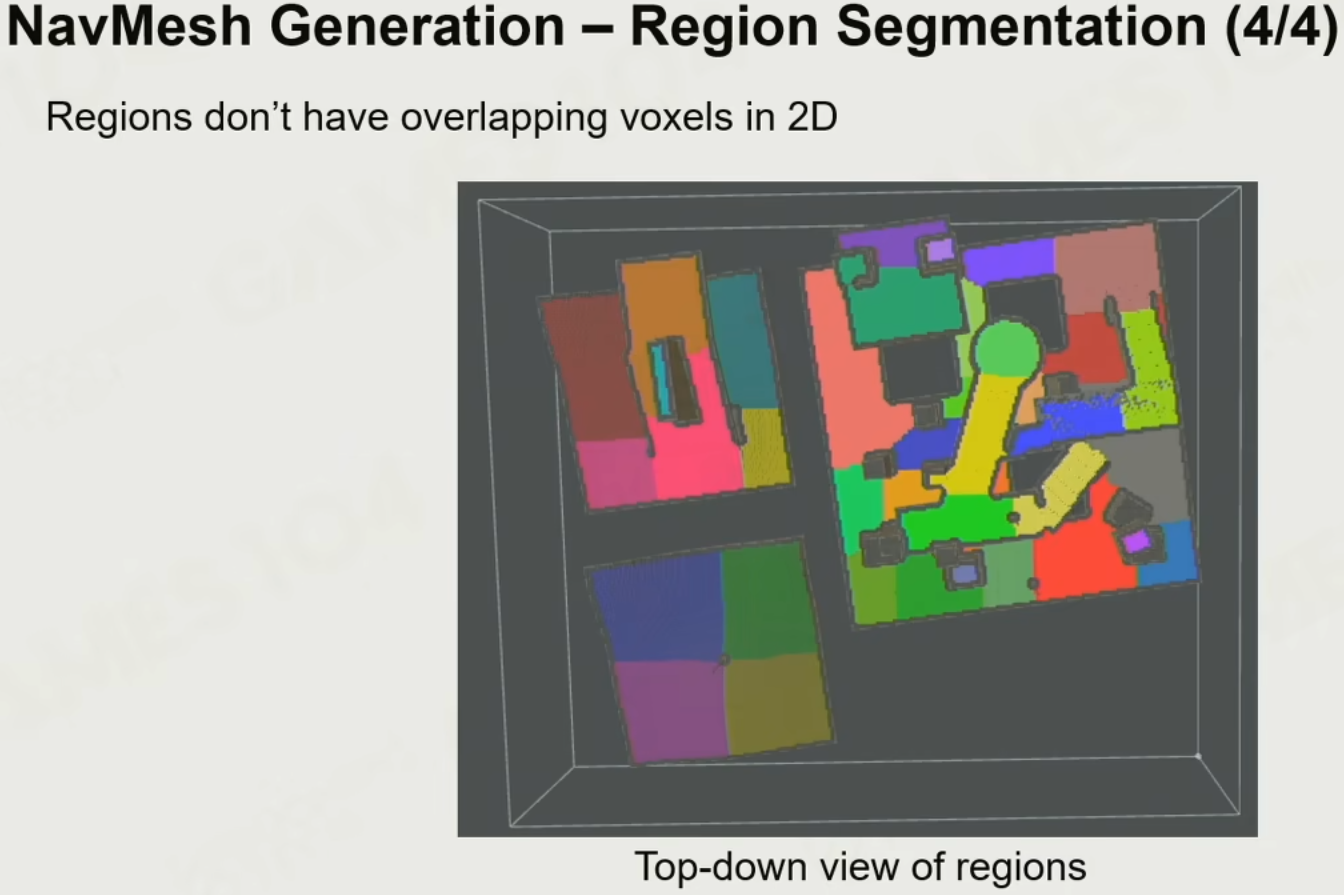 NavMesh Generation – Region Segmentation (4/4)
Regions don't have overlapping voxels in 2D
Top-down view of regions